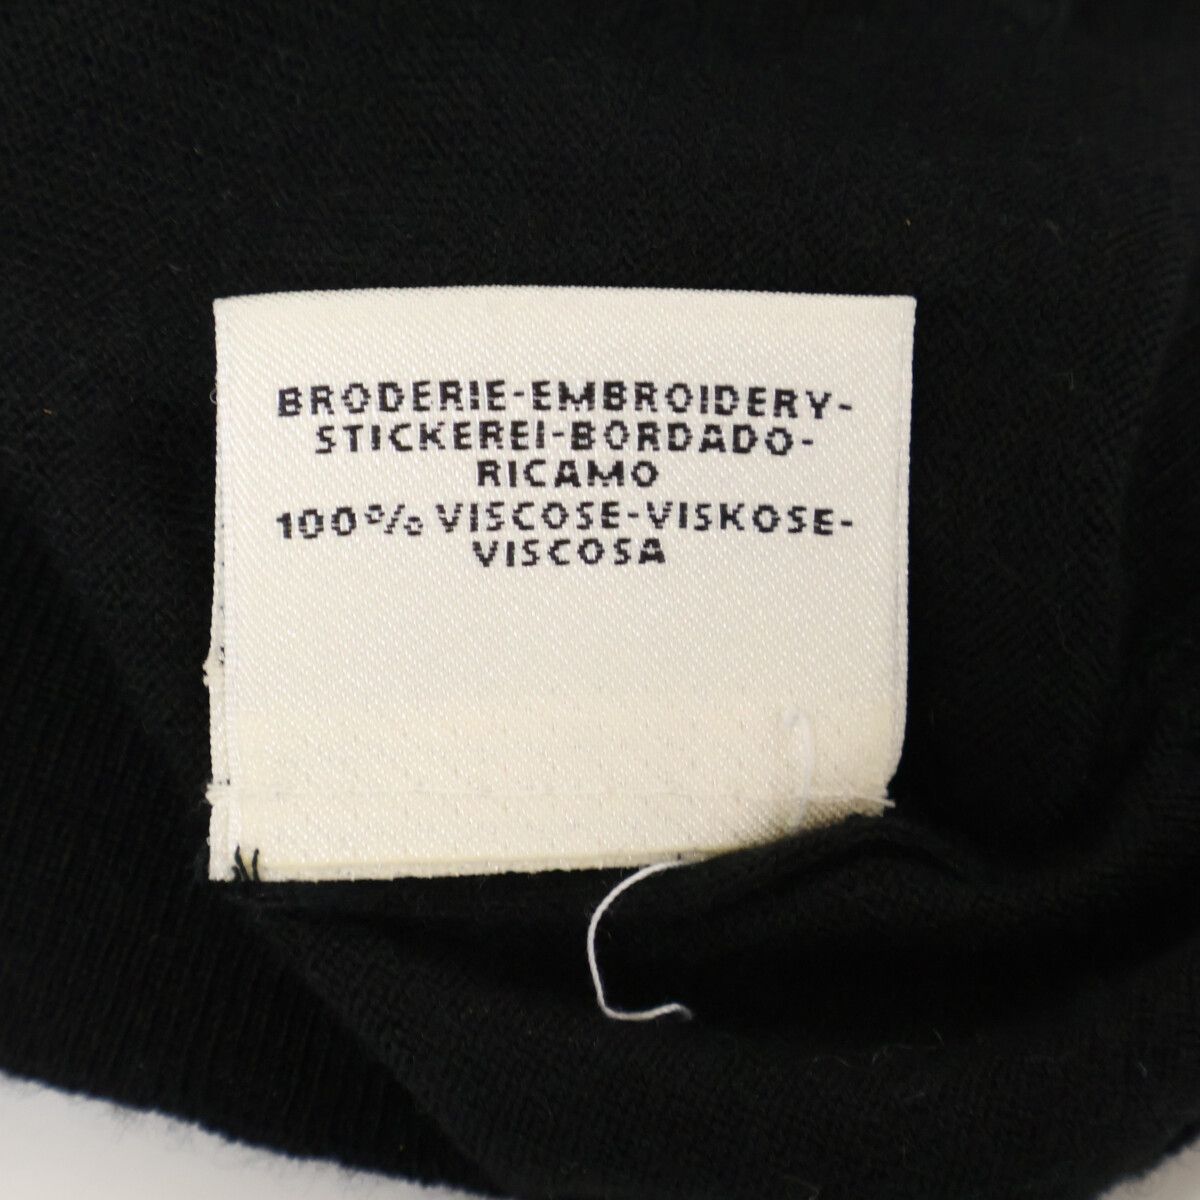 BRODERIE-EMBROIDERY-
STICKEREI-BORDADO-
RICAMO
100% VISCOSE-VISKOSE-
VISCOSA